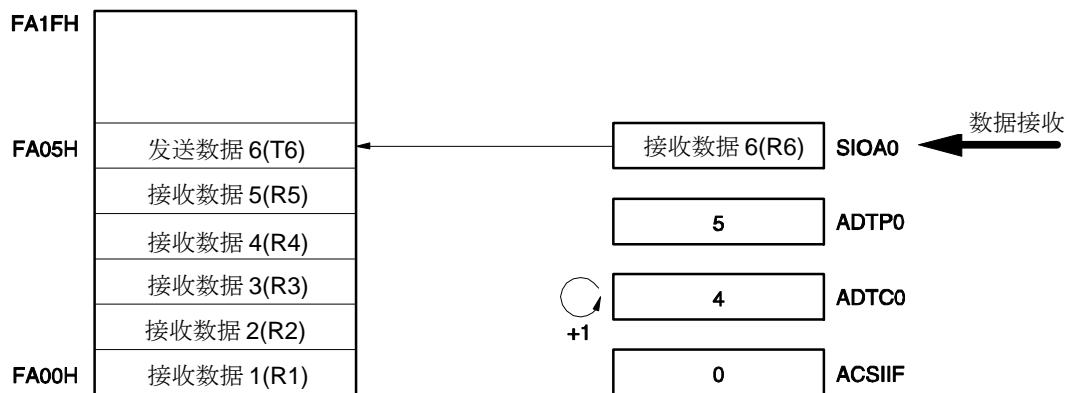 FA1FH
FA05H
发送数据 6(T6)
接收数据 6(R6)
SIOA0
数据接收
接收数据 5(R5)
接收数据 4(R4)
5
ADTP0
接收数据 3(R3)
+1
4
ADTC0
接收数据 2(R2)
FA00H
接收数据 1(R1)
0
ACSIIF